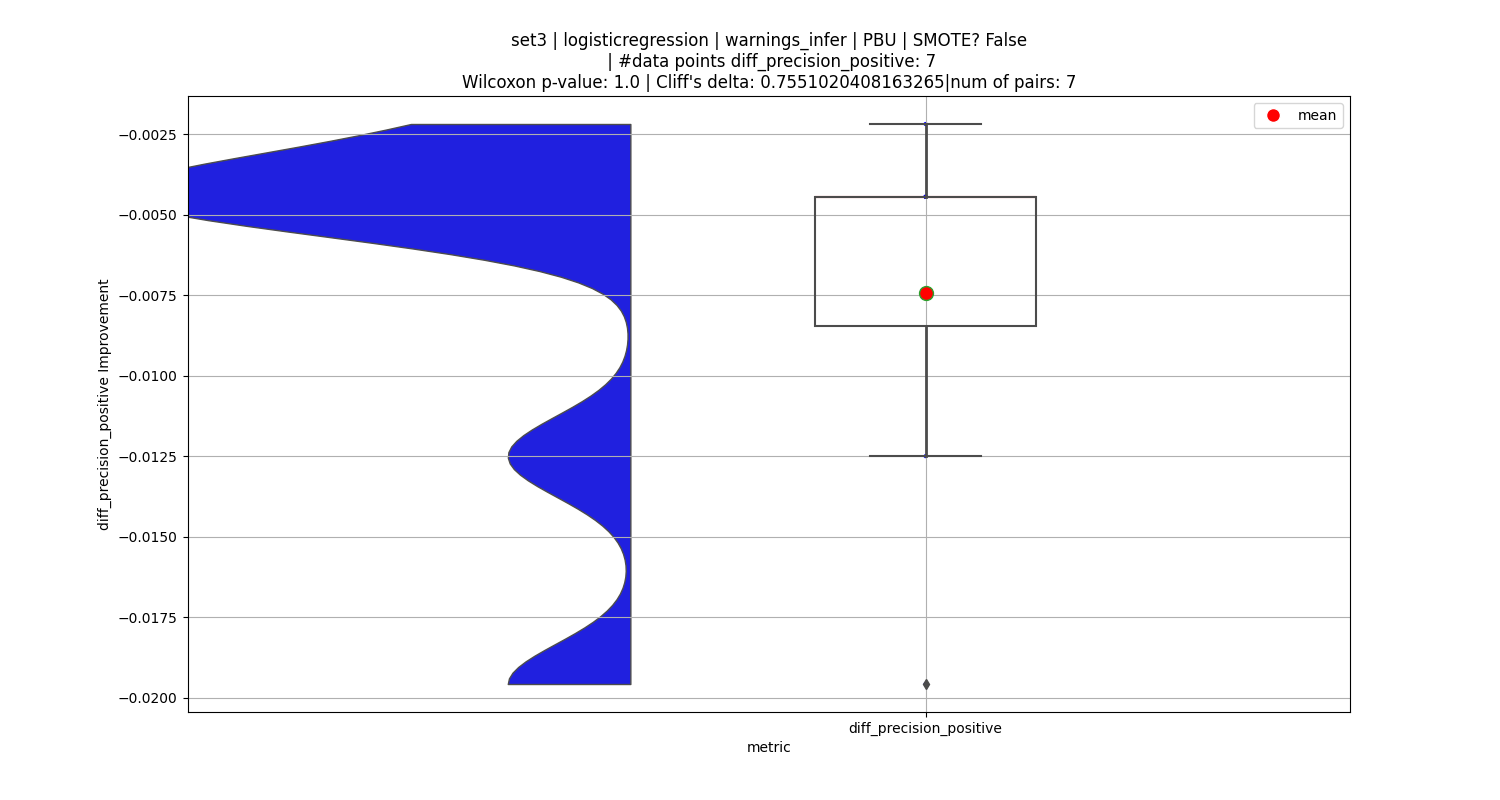 set3 | logisticregression | warnings_infer | PBU | SMOTE? False
| #data points diff_precision_positive: 7
Wilcoxon p-value: 1.0 | Cliff's delta: 0.7551020408163265|num of pairs: 7
mean
−0.0025
−0.0050
−0.0075
−0.0100
−0.0125
−0.0150
−0.0175
−0.0200
diff_precision_positive Improvement
diff_precision_positive
metric